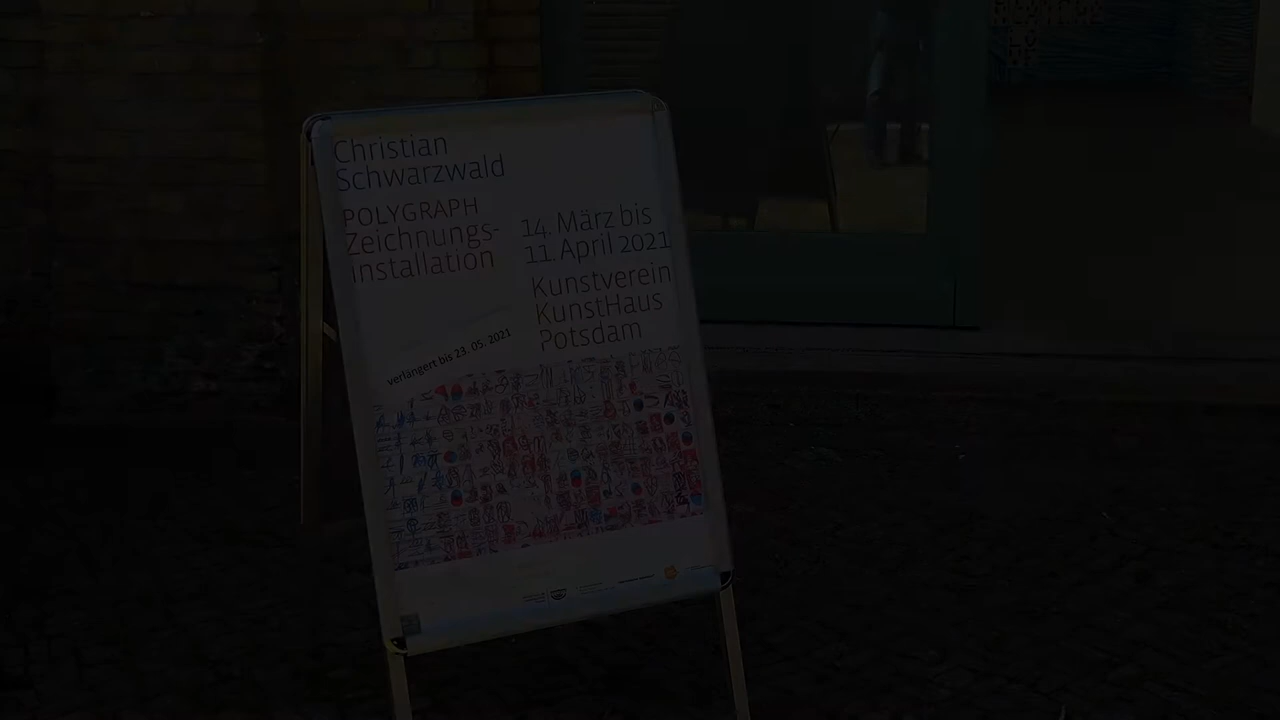 Christian
Schwarzwald
POLYGRAPH
Zeichnungs-
installation
14. März bis
11. April 2021
Kunstverein
KunstHaus
Potsdam
verlängert bis 23. 05. 2021